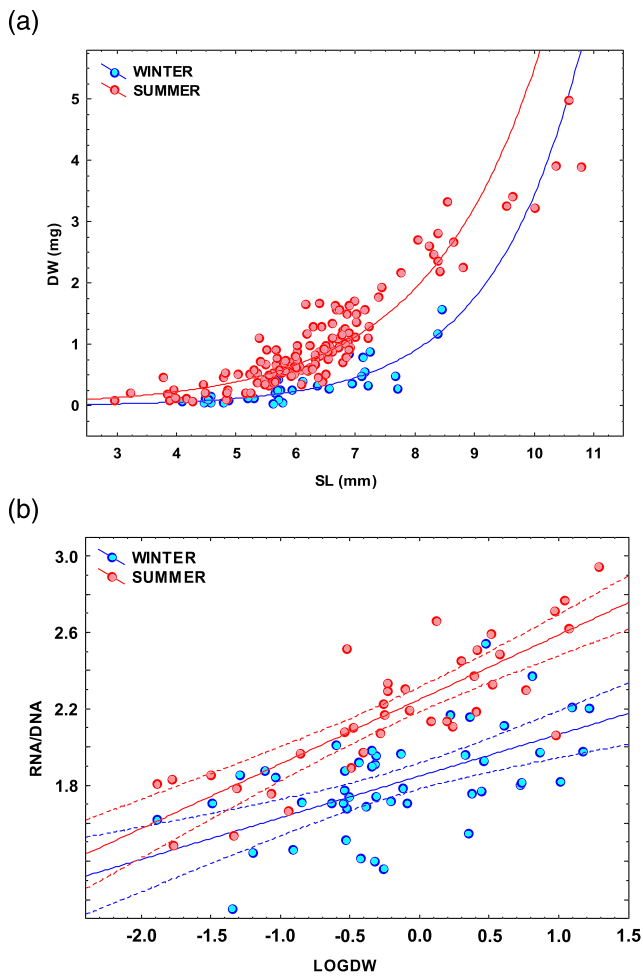 (a)
WINTER
SUMMER
5
4
3
2
1
0
DW (mg)
3 4 5 6 7 8 9 10 11
SL (mm)
(b)
WINTER
SUMMER
3.0
2.6
2.2
1.8
RNA/DNA
-2.0 -1.5 -1.0 -0.5 0.0 0.5 1.0 1.5
LOGDW